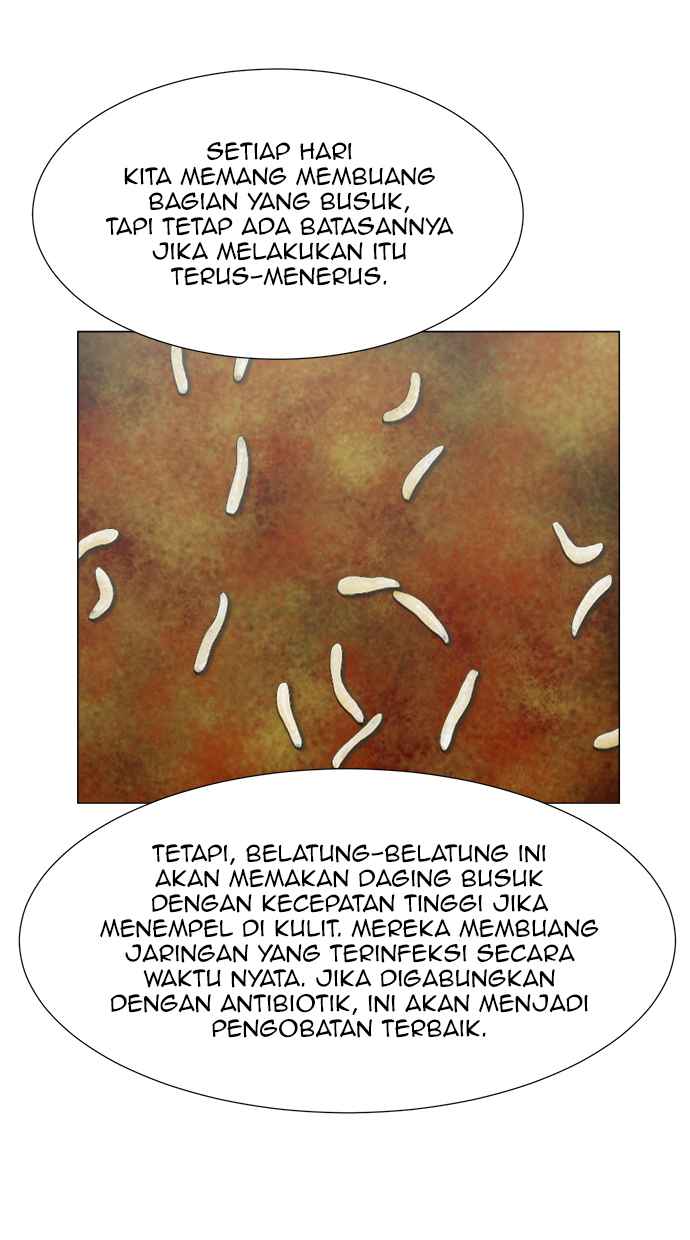 SETIAP HARI
KITA MEMANG MEMBUANG
BAGIAN YANG BUSUK,
TAPI TETAP ADA BATASANNYA
JIKA MELAKUKAN ITU
TERUS-MENERUS.
TETAPI, BELATUNG-BELATUNG INI
AKAN MEMAKAN DAGING BUSUK
DENGAN KECEPATAN TINGGI JIKA
MENEMPEL DI KULIT. MEREKA MEMBUANG
JARINGAN YANG TERINFEKSI SECARA
WAKTU NYATA. JIKA DIGABUNGKAN
DENGAN ANTIBIOTIK, INI AKAN MENJADI
PENGOBATAN TERBAIK.